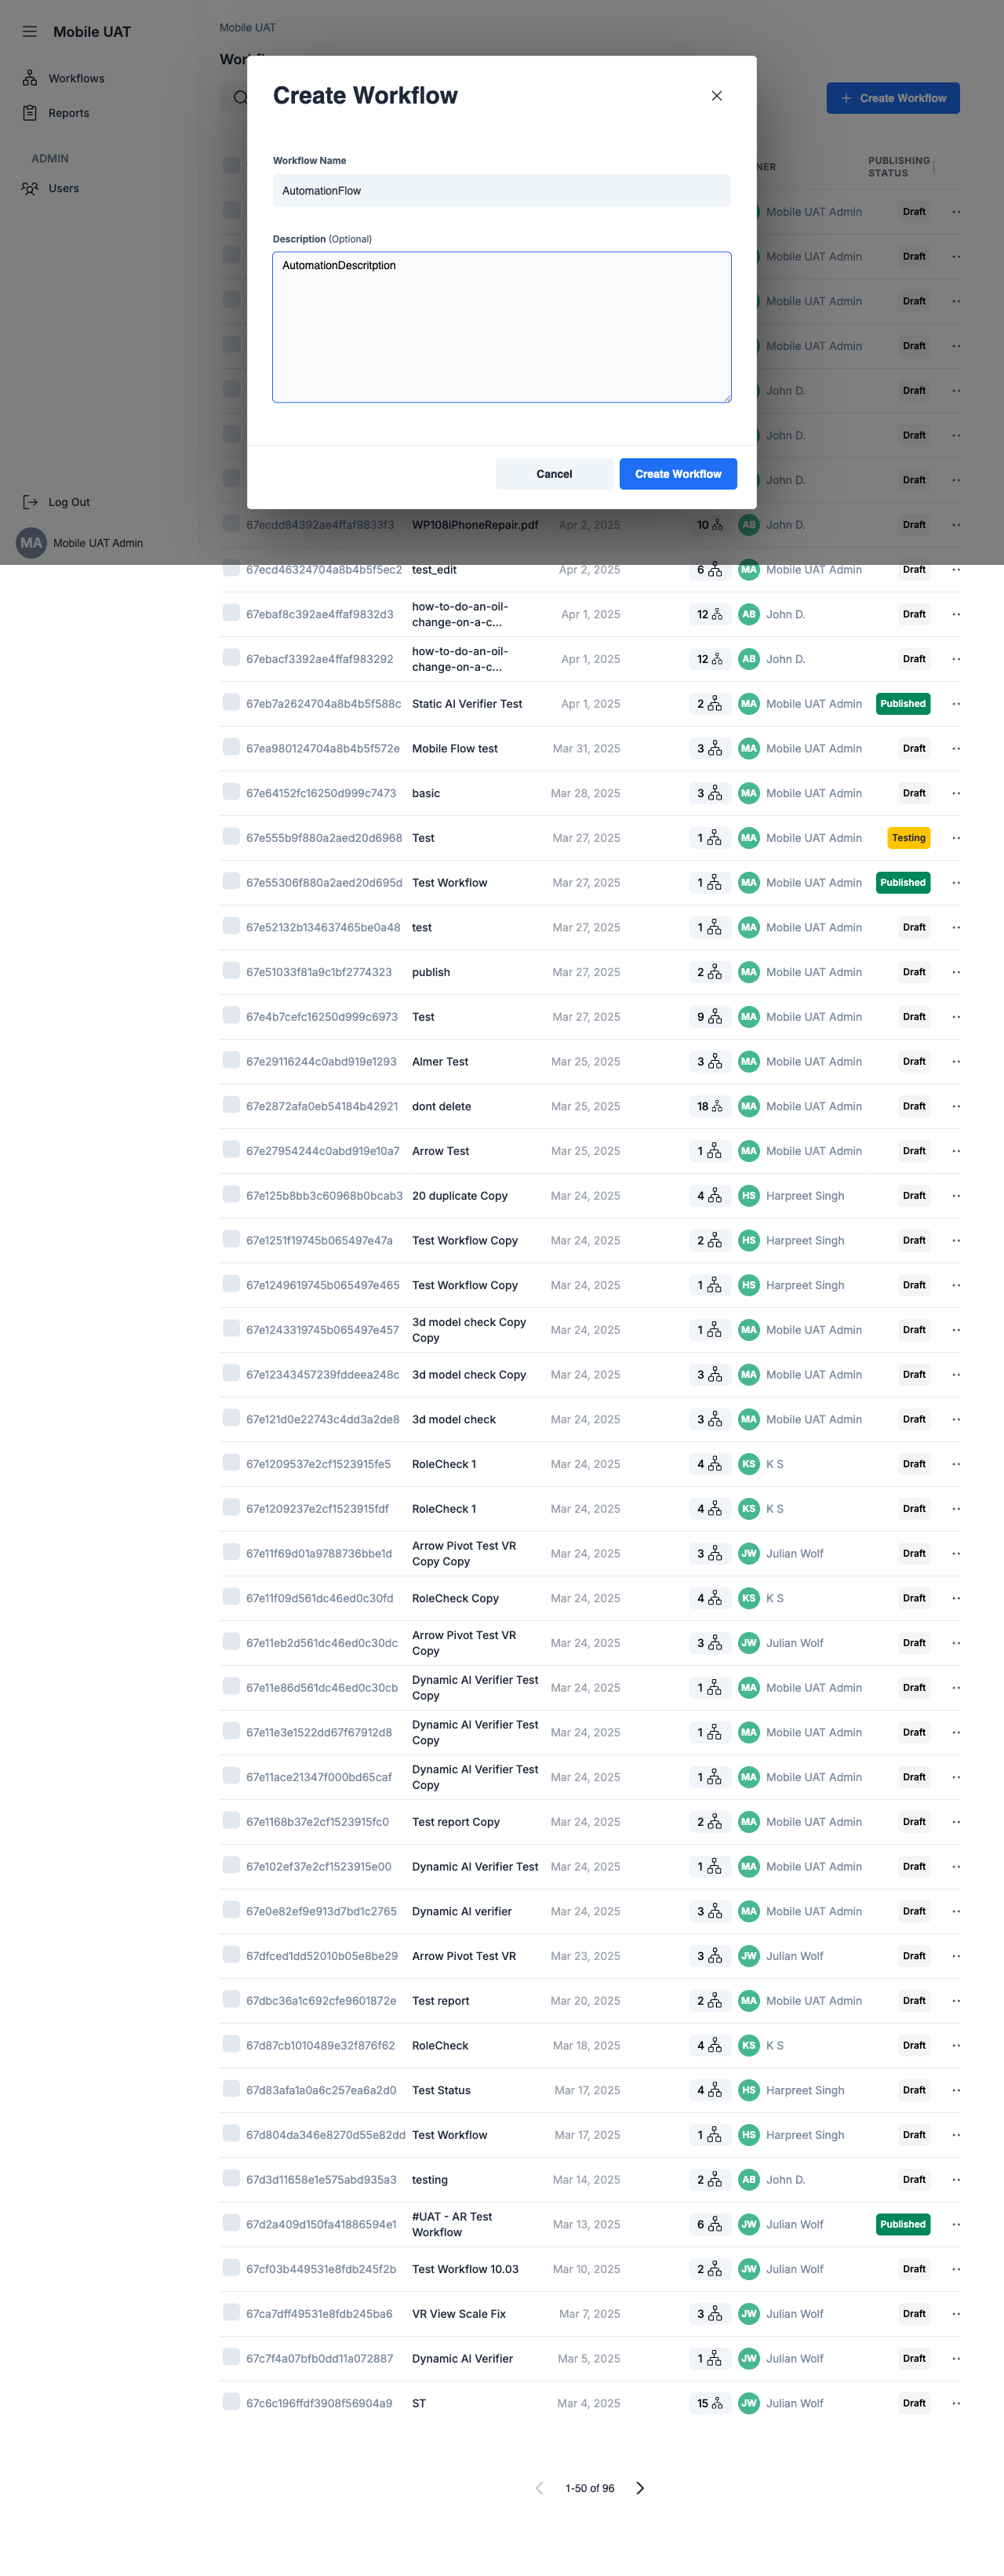 Mobile UAT
Mobile UAT
Workflows
Reports
ADMIN
Users
Create Workflow
Create Workflow
Workflow Name
AutomationFlow
Description (Optional)
AutomationDescritption
Cancel
Create Workflow
PUBLISHING
STATUS
Mobile UAT Admin Draft
Mobile UAT Admin Draft
Mobile UAT Admin Draft
Mobile UAT Admin Draft
John D. Draft
John D. Draft
John D. Draft
Log Out
MA Mobile UAT Admin
67ecdd84392ae4ffaf9833f3 WP108iPhoneRepair.pdf Apr 2, 2025 10 AB John D. Draft
67ecd46324704a8b4b5f5ec2 test_edit Apr 2, 2025 6 MA Mobile UAT Admin Draft
67ebaf8c392ae4ffaf9832d3 how-to-do-an-oil-
change-on-a-c... Apr 1, 2025 12 AB John D. Draft
67ebacf3392ae4ffaf983292 how-to-do-an-oil-
change-on-a-c... Apr 1, 2025 12 AB John D. Draft
67eb7a2624704a8b4b5f588c Static AI Verifier Test Apr 1, 2025 2 MA Mobile UAT Admin Published
67ea980124704a8b4b5f572e Mobile Flow test Mar 31, 2025 3 MA Mobile UAT Admin Draft
67e64152fc16250d999c7473 basic Mar 28, 2025 3 MA Mobile UAT Admin Draft
67e555b9f880a2aed20d6968 Test Mar 27, 2025 1 MA Mobile UAT Admin Testing
67e55306f880a2aed20d695d Test Workflow Mar 27, 2025 1 MA Mobile UAT Admin Published
67e52132b134637465be0a48 test Mar 27, 2025 1 MA Mobile UAT Admin Draft
67e51033f81a9c1bf2774323 publish Mar 27, 2025 2 MA Mobile UAT Admin Draft
67e4b7cefc16250d999c6973 Test Mar 27, 2025 9 MA Mobile UAT Admin Draft
67e29116244c0abd919e1293 Almer Test Mar 25, 2025 3 MA Mobile UAT Admin Draft
67e2872afa0eb54184b42921 dont delete Mar 25, 2025 18 MA Mobile UAT Admin Draft
67e27954244c0abd919e10a7 Arrow Test Mar 25, 2025 1 MA Mobile UAT Admin Draft
67e125b8bb3c60968b0bcab3 20 duplicate Copy Mar 24, 2025 4 HS Harpreet Singh Draft
67e1251f19745b065497e47a Test Workflow Copy Mar 24, 2025 2 HS Harpreet Singh Draft
67e1249619745b065497e465 Test Workflow Copy Mar 24, 2025 1 HS Harpreet Singh Draft
67e1243319745b065497e457 3d model check Copy
Copy Mar 24, 2025 1 MA Mobile UAT Admin Draft
67e12343457239fddeea248c 3d model check Copy Mar 24, 2025 3 MA Mobile UAT Admin Draft
67e121d0e22743c4dd3a2de8 3d model check Mar 24, 2025 3 MA Mobile UAT Admin Draft
67e1209537e2cf1523915fe5 RoleCheck 1 Mar 24, 2025 4 KS K S Draft
67e1209237e2cf1523915fdf RoleCheck 1 Mar 24, 2025 4 KS K S Draft
67e11f69d01a9788736bbe1d Arrow Pivot Test VR
Copy Copy Mar 24, 2025 3 JW Julian Wolf Draft
67e11f09d561dc46ed0c30fd RoleCheck Copy Mar 24, 2025 4 KS K S Draft
67e11eb2d561dc46ed0c30dc Arrow Pivot Test VR
Copy Mar 24, 2025 3 JW Julian Wolf Draft
67e11e86d561dc46ed0c30cb Dynamic AI Verifier Test
Copy Mar 24, 2025 1 MA Mobile UAT Admin Draft
67e11e3e1522dd67f67912d8 Dynamic AI Verifier Test
Copy Mar 24, 2025 1 MA Mobile UAT Admin Draft
67e11ace21347f000bd65caf Dynamic AI Verifier Test
Copy Mar 24, 2025 1 MA Mobile UAT Admin Draft
67e1168b37e2cf1523915fc0 Test report Copy Mar 24, 2025 2 MA Mobile UAT Admin Draft
67e102ef37e2cf1523915e00 Dynamic AI Verifier Test Mar 24, 2025 1 MA Mobile UAT Admin Draft
67e0e82ef9e913d7bd1c2765 Dynamic AI verifier Mar 24, 2025 3 MA Mobile UAT Admin Draft
67dfced1dd52010b05e8be29 Arrow Pivot Test VR Mar 23, 2025 3 JW Julian Wolf Draft
67dbc36a1c692cfe9601872e Test report Mar 20, 2025 2 MA Mobile UAT Admin Draft
67d87cb1010489e32f876f62 RoleCheck Mar 18, 2025 4 KS K S Draft
67d83afa1a0a6c257ea6a2d0 Test Status Mar 17, 2025 4 HS Harpreet Singh Draft
67d804da346e8270d55e82dd Test Workflow Mar 17, 2025 1 HS Harpreet Singh Draft
67d3d11658e1e575abd935a3 testing Mar 14, 2025 2 AB John D. Draft
67d2a409d150fa41886594e1 #UAT - AR Test
Workflow Mar 13, 2025 6 JW Julian Wolf Published
67cf03b449531e8fdb245f2b Test Workflow 10.03 Mar 10, 2025 2 JW Julian Wolf Draft
67ca7dff49531e8fdb245ba6 VR View Scale Fix Mar 7, 2025 3 JW Julian Wolf Draft
67c7f4a07bfb0dd11a072887 Dynamic AI Verifier Mar 5, 2025 1 JW Julian Wolf Draft
67c6c196ffdf3908f56904a9 ST Mar 4, 2025 15 JW Julian Wolf Draft
1-50 of 96